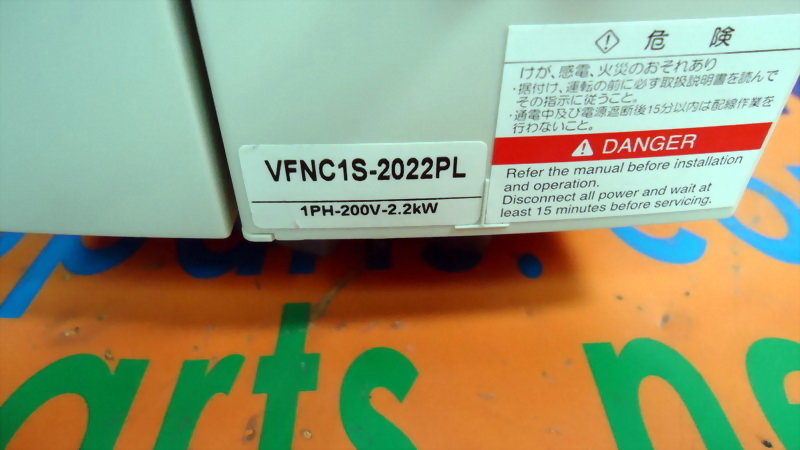 VFNC1S-2022PL
1PH-200V-2.2kW
危 険
けが、感電、火災のおそれあり
・据付け、運転の前に必ず取扱説明書を読んで
その指示に従うこと。
・通電中及び電源遮断後15分以内は配線作業を
行わないこと。
DANGER
Refer the manual before installation
and operation.
Disconnect all power and wait at
least 15 minutes before servicing.
parts.co
arts.ne